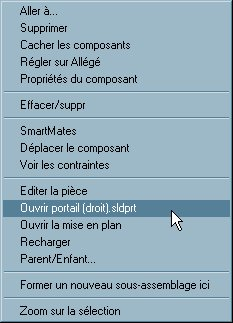 Aller à...
Supprimer
Cacher les composants
Régler sur Allégé
Propriétés du composant
Effacer/suppr
SmartMates
Déplacer le composant
Voir les contraintes
Editer la pièce
Ouvrir portail (droit).sldprt
Ouvrir la mise en plan
Recharger
Parent/Enfant...
Former un nouveau sous-assemblage ici
Zoom sur la sélection